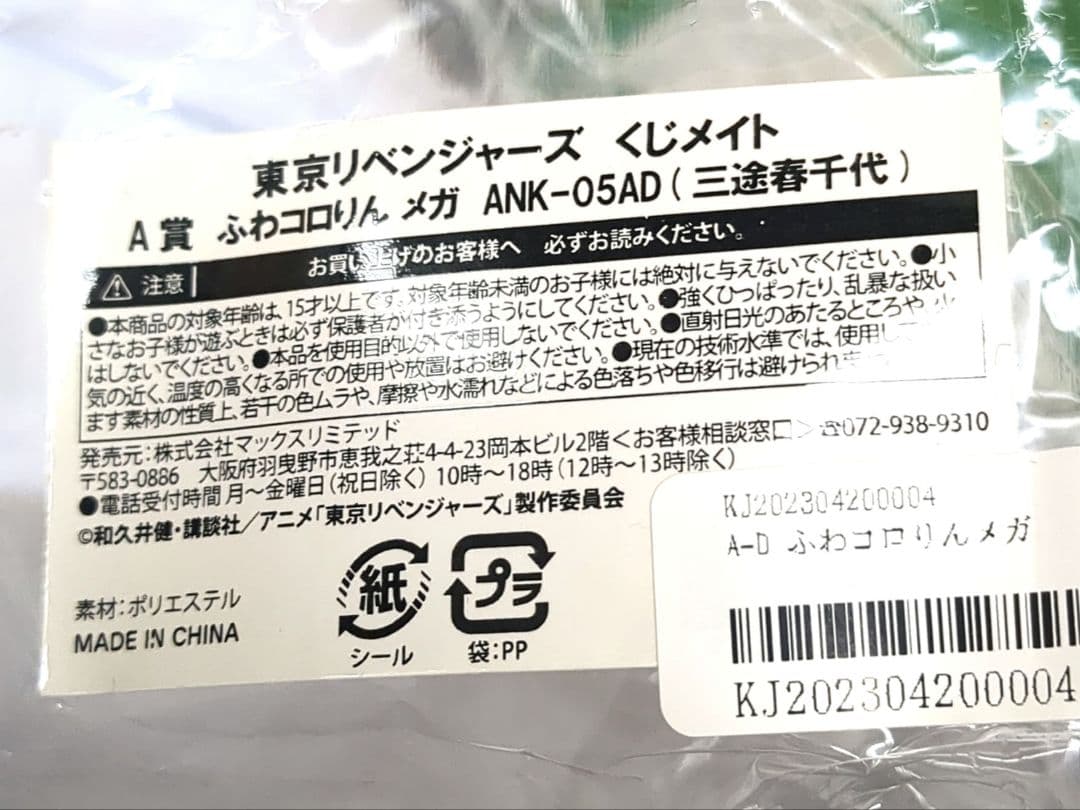 東京リベンジャーズ くじメイト
A賞 ふわコロりん メガ ANK-05AD(三途春千代)
注意 お買い上げのお客様へ 必ずお読みください。
●本商品の対象年齢は、15才以上です。対象年齢未満のお子様には絶対に与えないでください。●小
さなお子様が遊ぶときは必ず保護者が付き添うようにしてください。●強くひっぱったり、乱暴な扱い
はしないでください。●本品を使用目的以外で使用しないでください。●直射日光のあたるところや、火
気の近く、温度の高くなる所での使用や放置はお避けください。●現在の技術水準では、使用して
ます素材の性質上、若干の色ムラや、摩擦や水濡れなどによる色落ちや色移行は避けられ
発売元:株式会社マックスリミテッド
〒583-0886 大阪府羽曳野市恵我之荘4-4-23岡本ビル2階<お客様相談窓口>☎072-938-9310
●電話受付時間 月〜金曜日(祝日除く) 10時〜18時(12時〜13時除く)
©和久井健・講談社/アニメ「東京リベンジャーズ」製作委員会
素材:ポリエステル
MADE IN CHINA
紙
シール
プラ
袋:PP
KJ202304200004
A-D ふわコロりんメガ
KJ202304200004